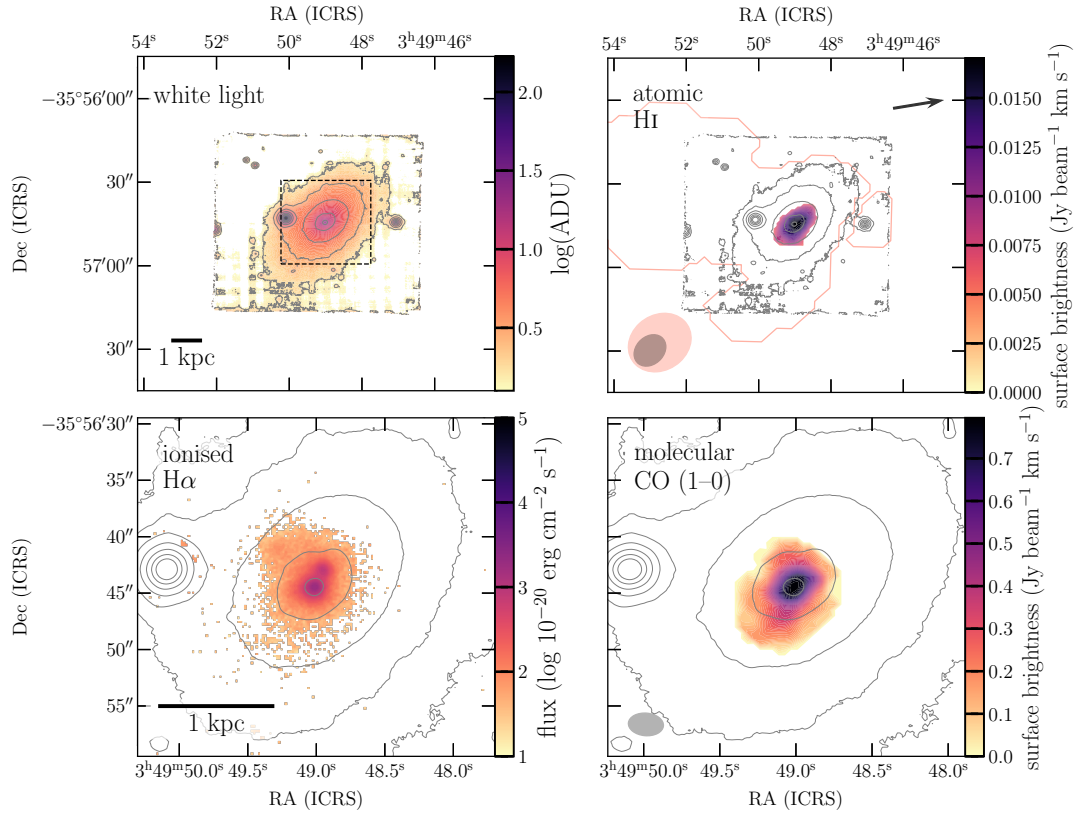 RA (ICRS)
54ˢ 52ˢ 50ˢ 48ˢ 3ʰ49ᵐ46ˢ
−35°56′00″
30″
57′00″
30″
Dec (ICRS)
white light
1 kpc
2.0
1.5
1.0
0.5
log(ADU)
RA (ICRS)
54ˢ 52ˢ 50ˢ 48ˢ 3ʰ49ᵐ46ˢ
atomic
HI
0.0150
0.0125
0.0100
0.0075
0.0050
0.0025
0.0000
surface brightness (Jy beam⁻¹ km s⁻¹)
−35°56′30″
35″
40″
45″
50″
55″
Dec (ICRS)
ionised
Hα
1 kpc
5
4
3
2
1
flux (log 10⁻²⁰ erg cm⁻² s⁻¹)
3ʰ49ᵐ50.0ˢ 49.5ˢ 49.0ˢ 48.5ˢ
RA (ICRS)
molecular
CO (1–0)
0.7
0.6
0.5
0.4
0.3
0.2
0.1
0.0
surface brightness (Jy beam⁻¹ km s⁻¹)
3ʰ49ᵐ50.0ˢ 49.5ˢ 49.0ˢ 48.5ˢ 48.0ˢ
RA (ICRS)